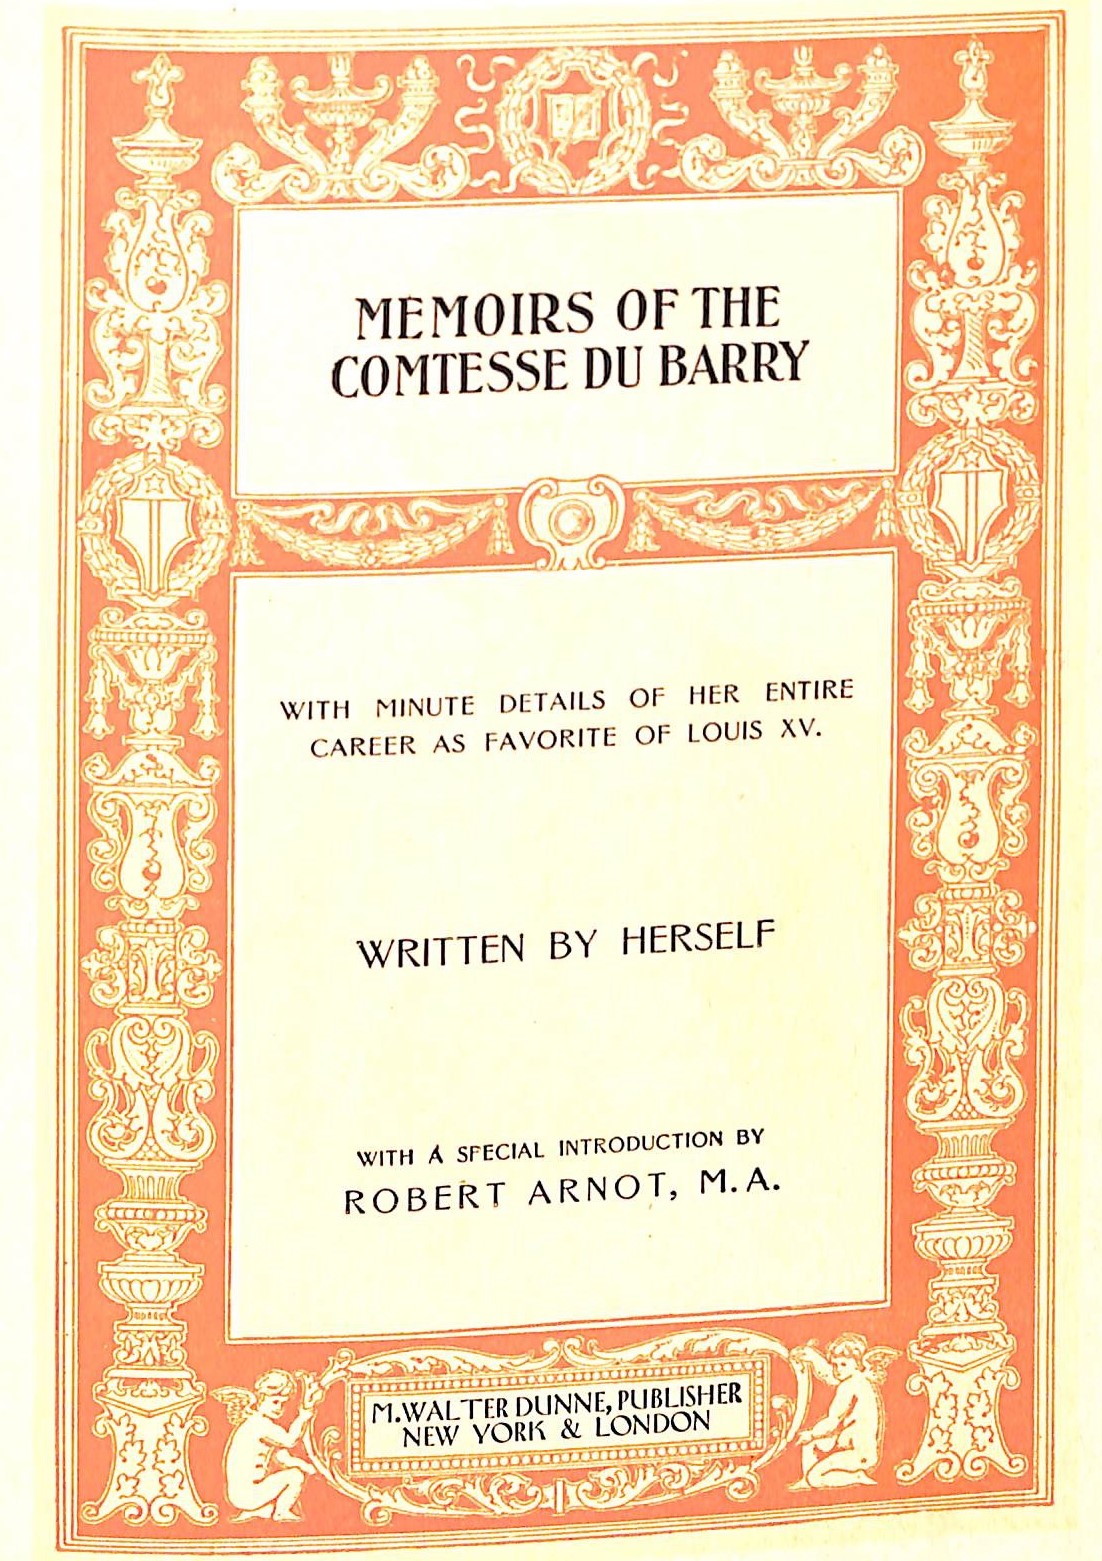 MEMOIRS OF THE
COMTESSE DU BARRY
WITH MINUTE DETAILS OF HER ENTIRE
CAREER AS FAVORITE OF LOUIS XV.
WRITTEN BY HERSELF
WITH A SPECIAL INTRODUCTION BY
ROBERT ARNOT, M.A.
M. WALTER DUNNE, PUBLISHER
NEW YORK & LONDON